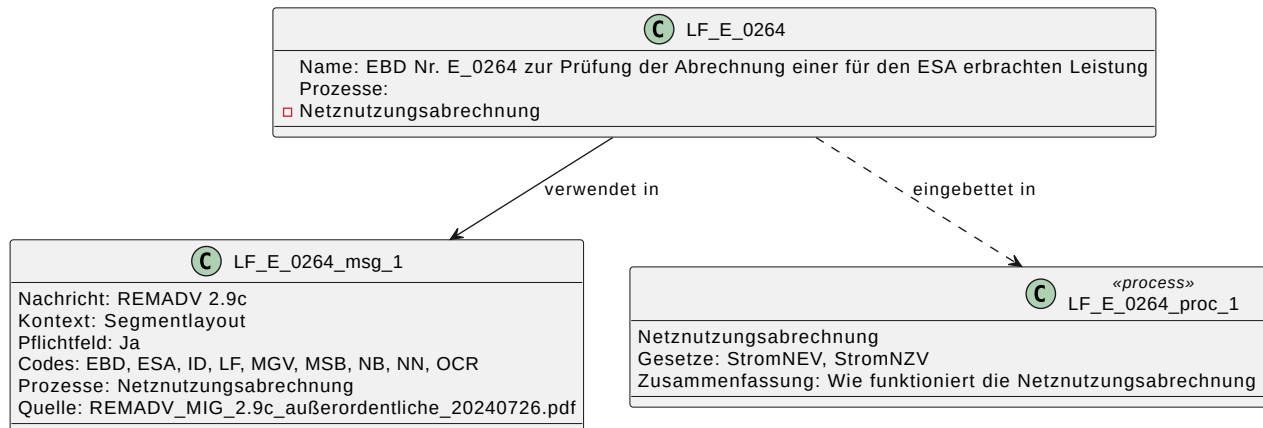 C LF_E_0264
Name: EBD Nr. E_0264 zur Prüfung der Abrechnung einer für den ESA erbrachten Leistung
Prozesse:
Netznutzungsabrechnung
verwendet in
eingebettet in
C LF_E_0264_msg_1
Nachricht: REMADV 2.9c
Kontext: Segmentlayout
Pflichtfeld: Ja
Codes: EBD, ESA, ID, LF, MGV, MSB, NB, NN, OCR
Prozesse: Netznutzungsabrechnung
Quelle: REMADV_MIG_2.9c_außerordentliche_20240726.pdf
«process»
C LF_E_0264_proc_1
Netznutzungsabrechnung
Gesetze: StromNEV, StromNZV
Zusammenfassung: Wie funktioniert die Netznutzungsabrechnung